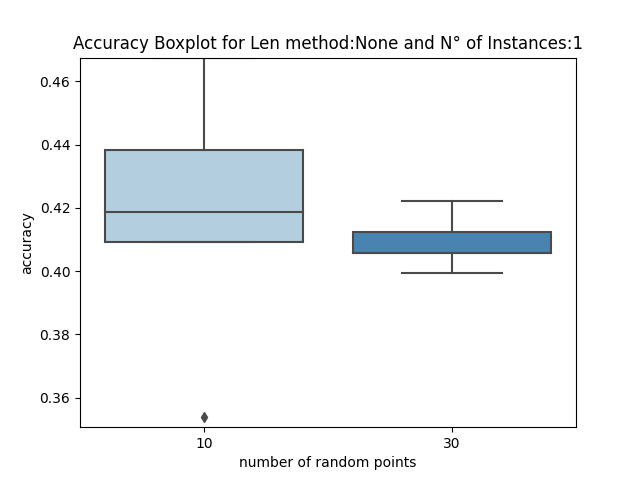 Accuracy Boxplot for Len method:None and N° of Instances:1
0.46
0.44
0.42
0.40
0.38
0.36
accuracy
10 30
number of random points